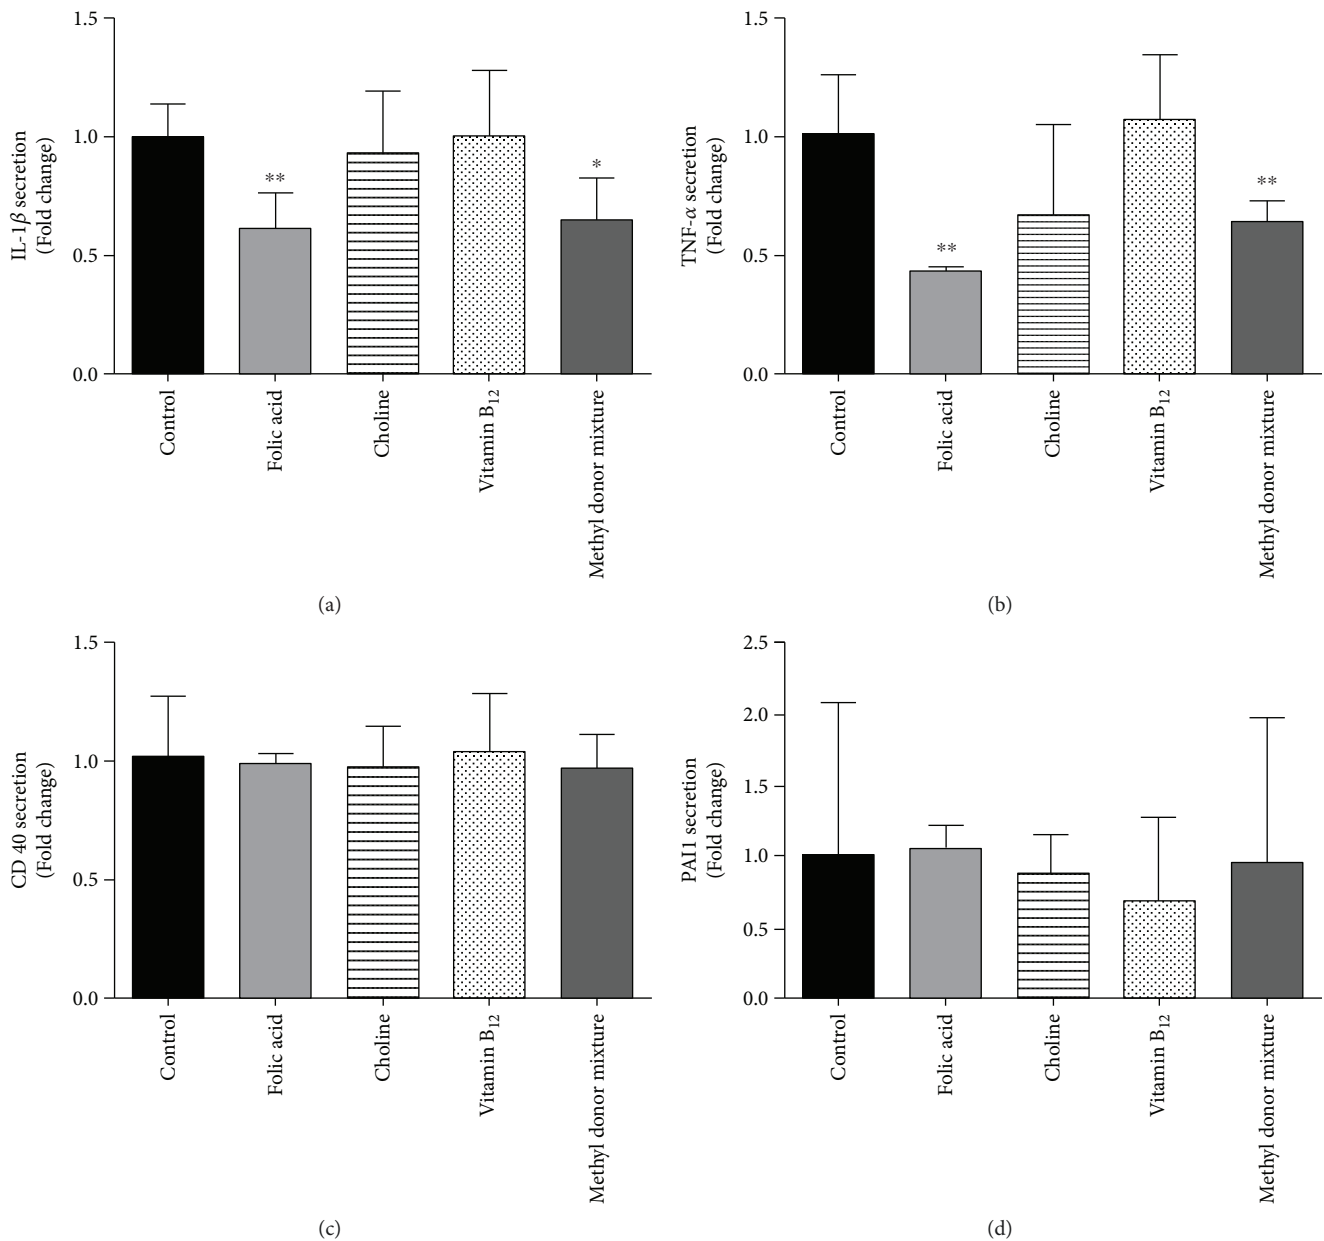 IL-1β secretion
(Fold change)
1.5
1.0
0.5
0.0
**
*
Control
Folic acid
Choline
Vitamin B₁₂
Methyl donor mixture
(a)
TNF-α secretion
(Fold change)
1.5
1.0
0.5
0.0
**
**
Control
Folic acid
Choline
Vitamin B₁₂
Methyl donor mixture
(b)
CD 40 secretion
(Fold change)
1.5
1.0
0.5
0.0
Control
Folic acid
Choline
Vitamin B₁₂
Methyl donor mixture
(c)
PAI1 secretion
(Fold change)
2.5
2.0
1.5
1.0
0.5
0.0
Control
Folic acid
Choline
Vitamin B₁₂
Methyl donor mixture
(d)